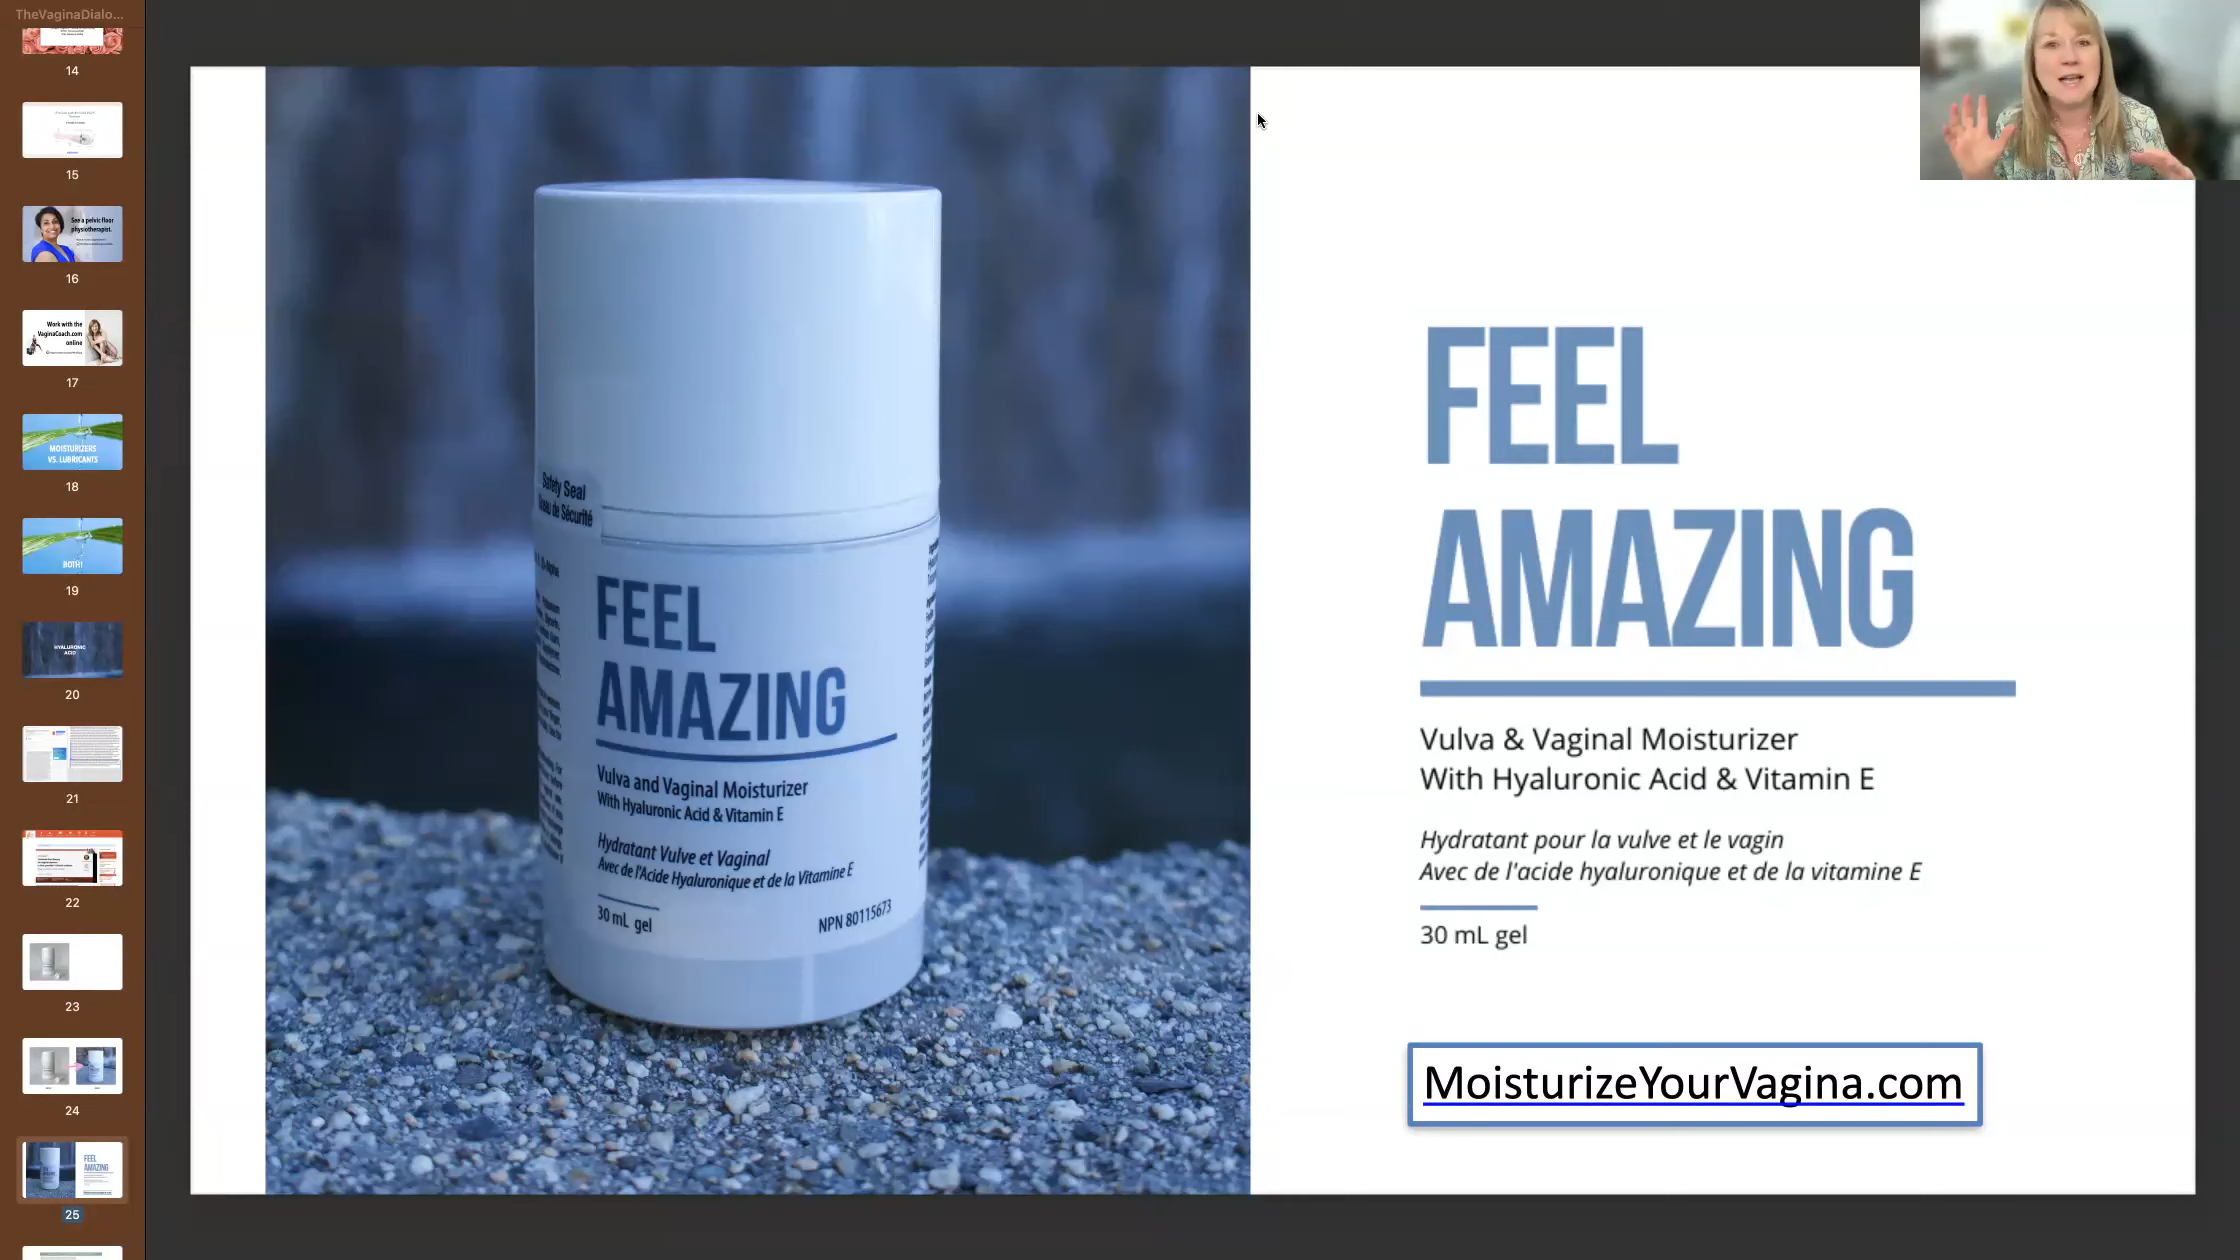 TheVaginaDialo...
14
15
See a pelvic floor
physiotherapist.
16
Work with the
VaginaCoach.com
online
17
MOISTURIZERS
VS. LUBRICANTS
18
BOTH!
19
HYALURONIC
ACID
20
21
22
23
24
FEEL
AMAZING
25
Safety Seal
de Sécurité
FEEL
AMAZING
Vulva and Vaginal Moisturizer
With Hyaluronic Acid & Vitamin E
Hydratant Vulve et Vaginal
Avec de l'Acide Hyaluronique et de la Vitamine E
30 mL gel
NPN 80115673
FEEL
AMAZING
Vulva & Vaginal Moisturizer
With Hyaluronic Acid & Vitamin E
Hydratant pour la vulve et le vagin
Avec de l'acide hyaluronique et de la vitamine E
30 mL gel
MoisturizeYourVagina.com